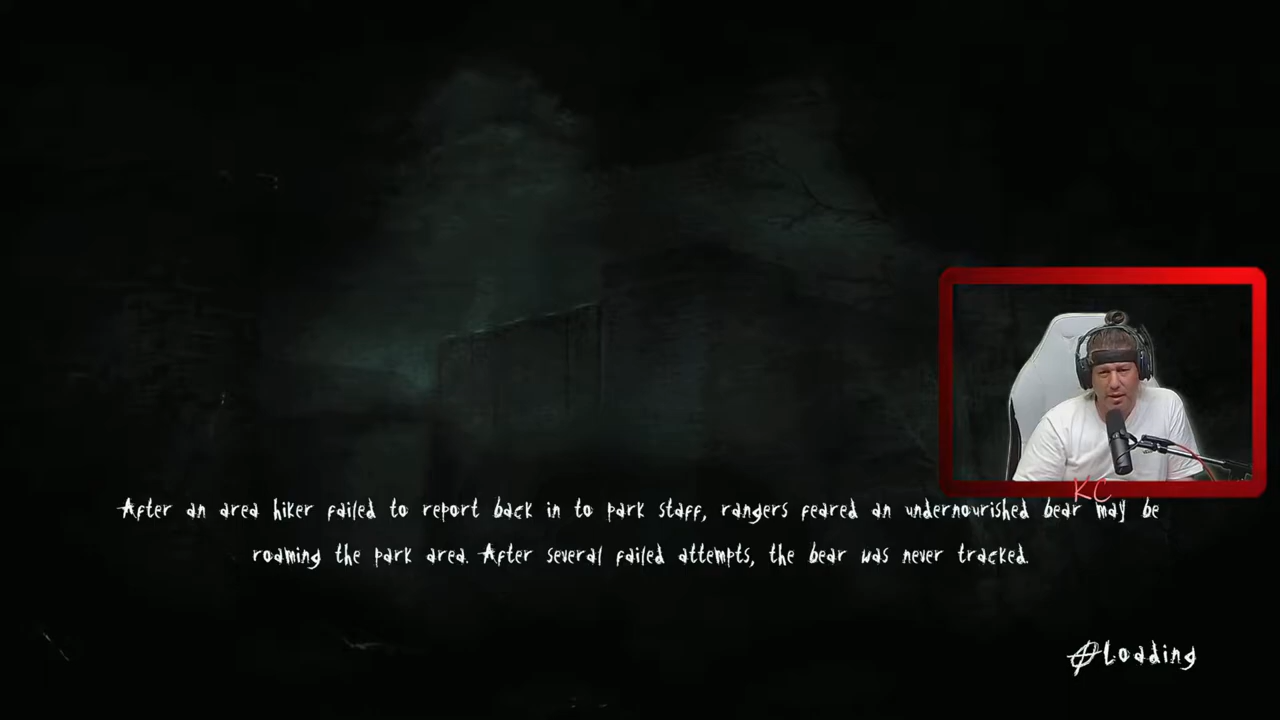 KC
After an area hiker failed to report back in to park staff, rangers feared an undernourished bear may be
roaming the park area. After several failed attempts, the bear was never tracked.
Loading